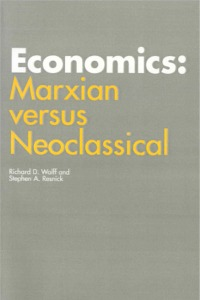 Economics:
Marxian
versus
Neoclassical
Richard D. Wolff and
Stephen A. Resnick